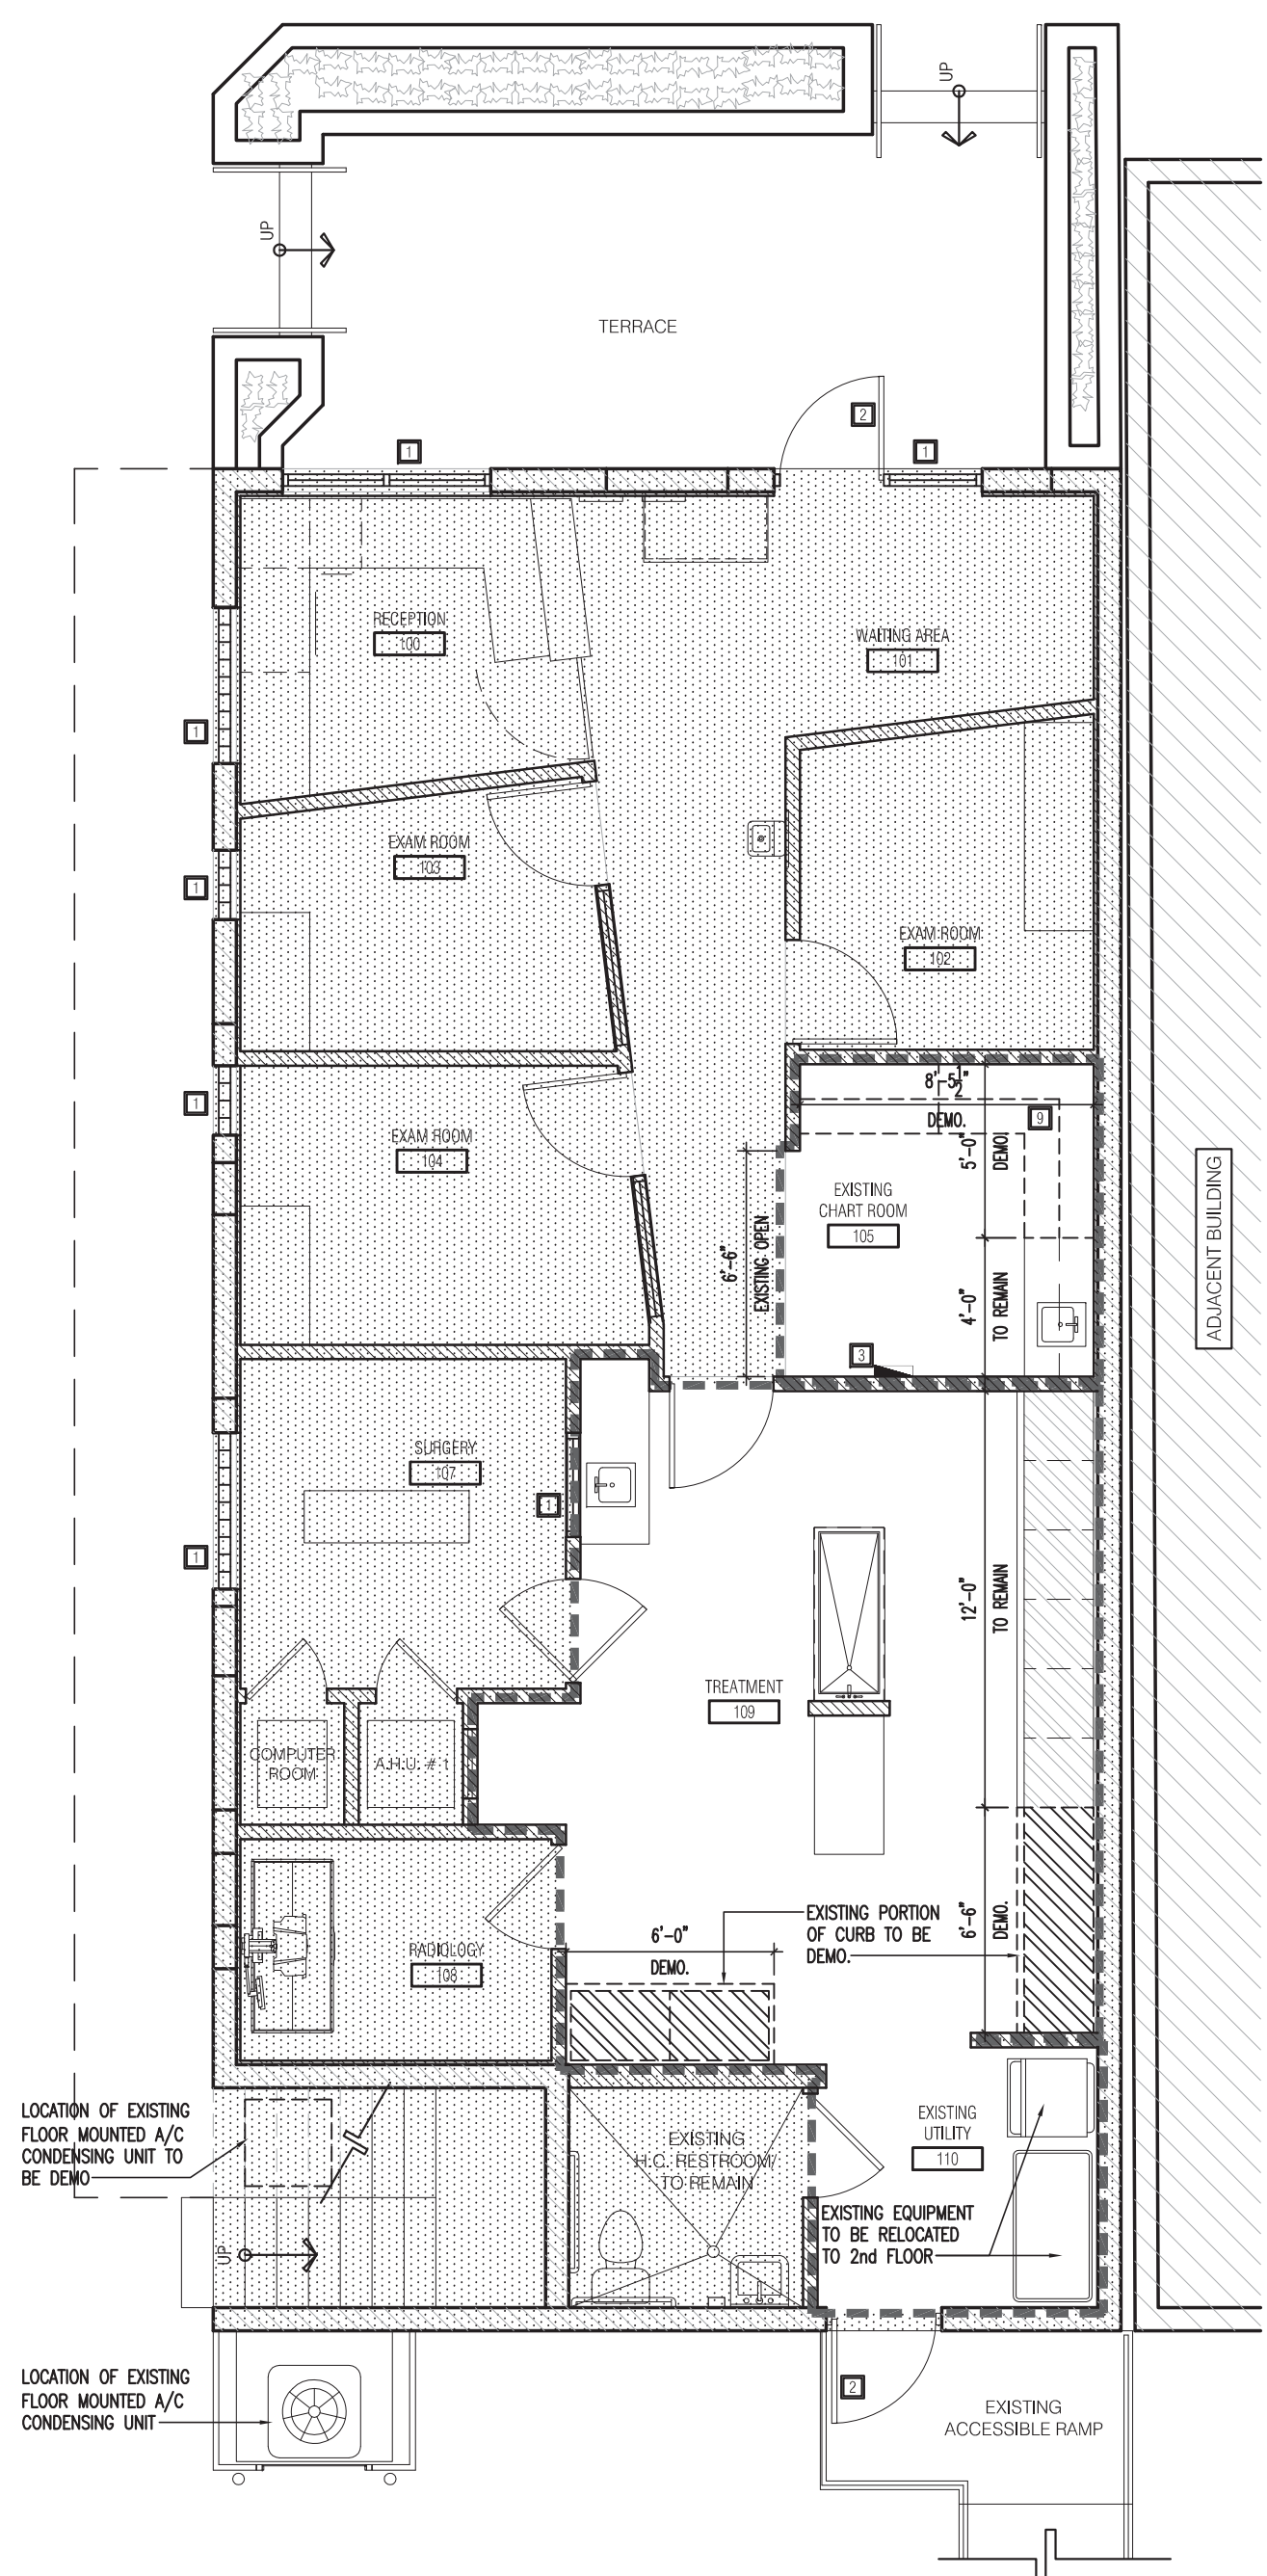 UP
UP
TERRACE
2
1
1
RECEPTION
100
WAITING AREA
101
1
EXAM ROOM
103
1
EXAM ROOM
102
8'-5 1/2"
DEMO.
9
5'-0"
DEMO.
1
EXAM ROOM
104
EXISTING
CHART ROOM
105
6'-6"
EXISTING OPEN
4'-0"
TO REMAIN
3
ADJACENT BUILDING
SURGERY
107
1
1
12'-0"
TO REMAIN
TREATMENT
109
COMPUTER
ROOM
A.H.U. # 1
EXISTING PORTION
OF CURB TO BE
DEMO.
6'-6"
DEMO.
6'-0"
DEMO.
RADIOLOGY
108
LOCATION OF EXISTING
FLOOR MOUNTED A/C
CONDENSING UNIT TO
BE DEMO
EXISTING
H.C. RESTROOM
TO REMAIN
EXISTING
UTILITY
110
EXISTING EQUIPMENT
TO BE RELOCATED
TO 2nd FLOOR
UP
LOCATION OF EXISTING
FLOOR MOUNTED A/C
CONDENSING UNIT
2
EXISTING
ACCESSIBLE RAMP